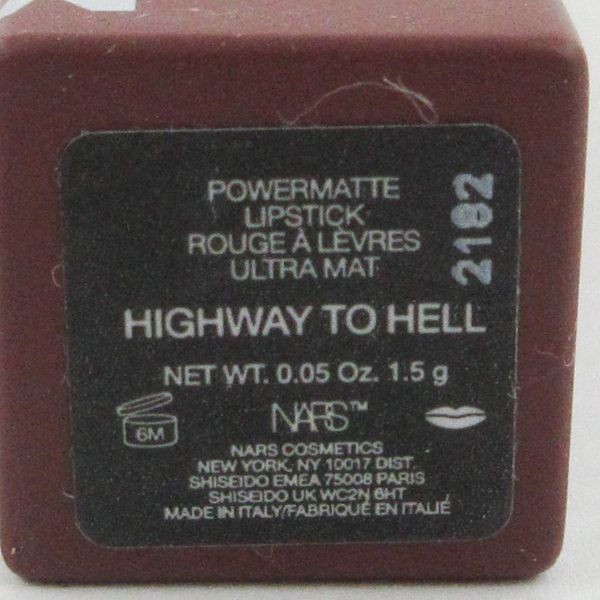 POWERMATTE
LIPSTICK
ROUGE À LÈVRES
ULTRA MAT
2182
HIGHWAY TO HELL
NET WT. 0.05 Oz. 1.5 g
6M
NARS™
NARS COSMETICS
NEW YORK, NY 10017 DIST.
SHISEIDO EMEA 75008 PARIS
SHISEIDO UK WC2N 6HT
MADE IN ITALY/FABRIQUÉ EN ITALIE